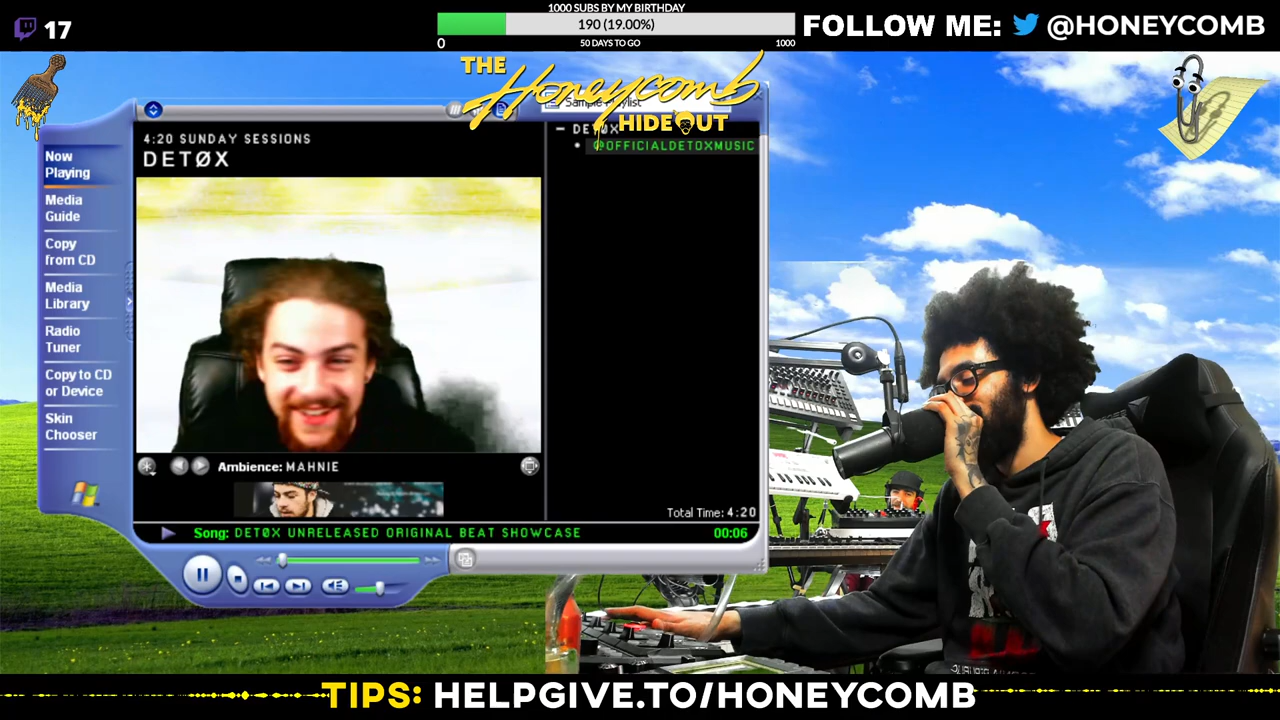 17
1000 SUBS BY MY BIRTHDAY
190 (19.00%)
0
50 DAYS TO GO
1000
FOLLOW ME: @HONEYCOMB
THE
Honeycomb
HIDEOUT
Sample Playlist
4:20 SUNDAY SESSIONS
DETØX
DETØX
@OFFICIALDETOXMUSIC
Now
Playing
Media
Guide
Copy
from CD
Media
Library
Radio
Tuner
Copy to CD
or Device
Skin
Chooser
Ambience: MAHNIE
Total Time: 4:20
Song: DETØX UNRELEASED ORIGINAL BEAT SHOWCASE
00:06
TIPS: HELPGIVE.TO/HONEYCOMB